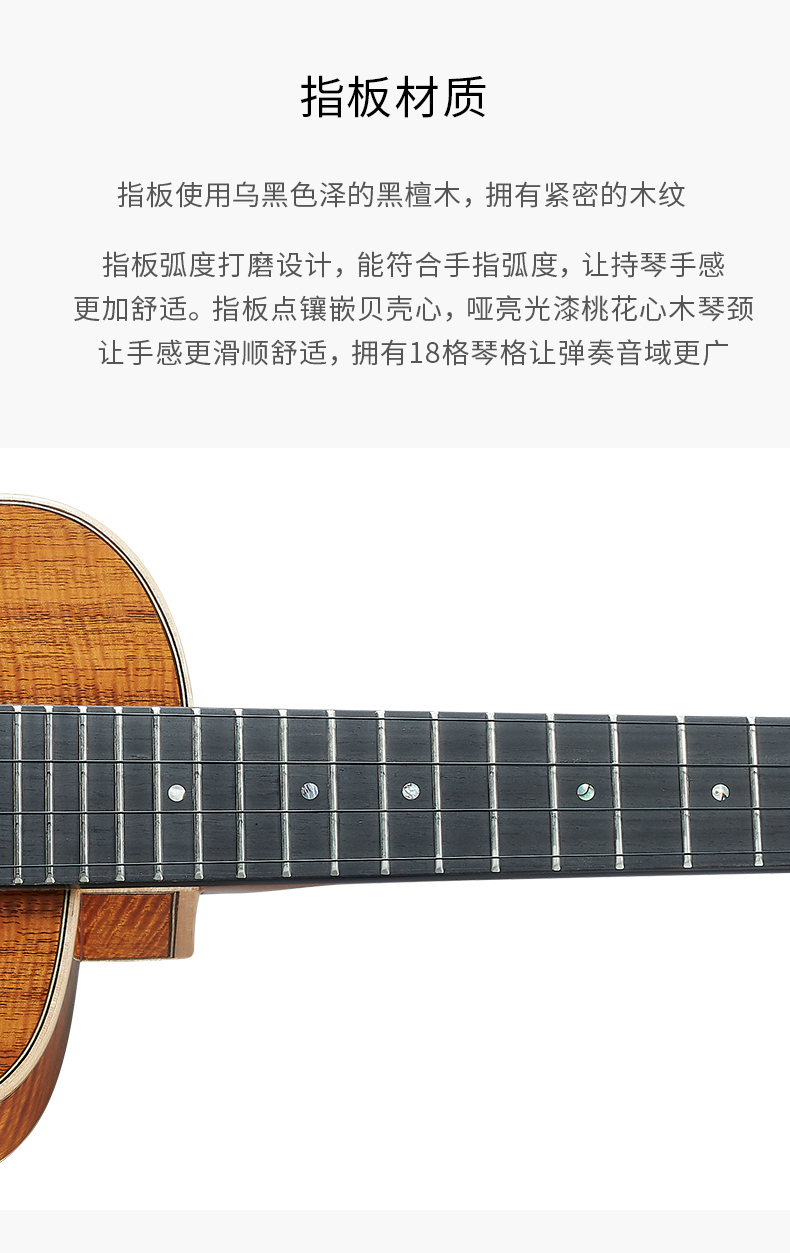 指板材质
指板使用乌黑色泽的黑檀木，拥有紧密的木纹
指板弧度打磨设计，能符合手指弧度，让持琴手感
更加舒适。指板点镶嵌贝壳心，哑亮光漆桃花心木琴颈
让手感更滑顺舒适，拥有18格琴格让弹奏音域更广